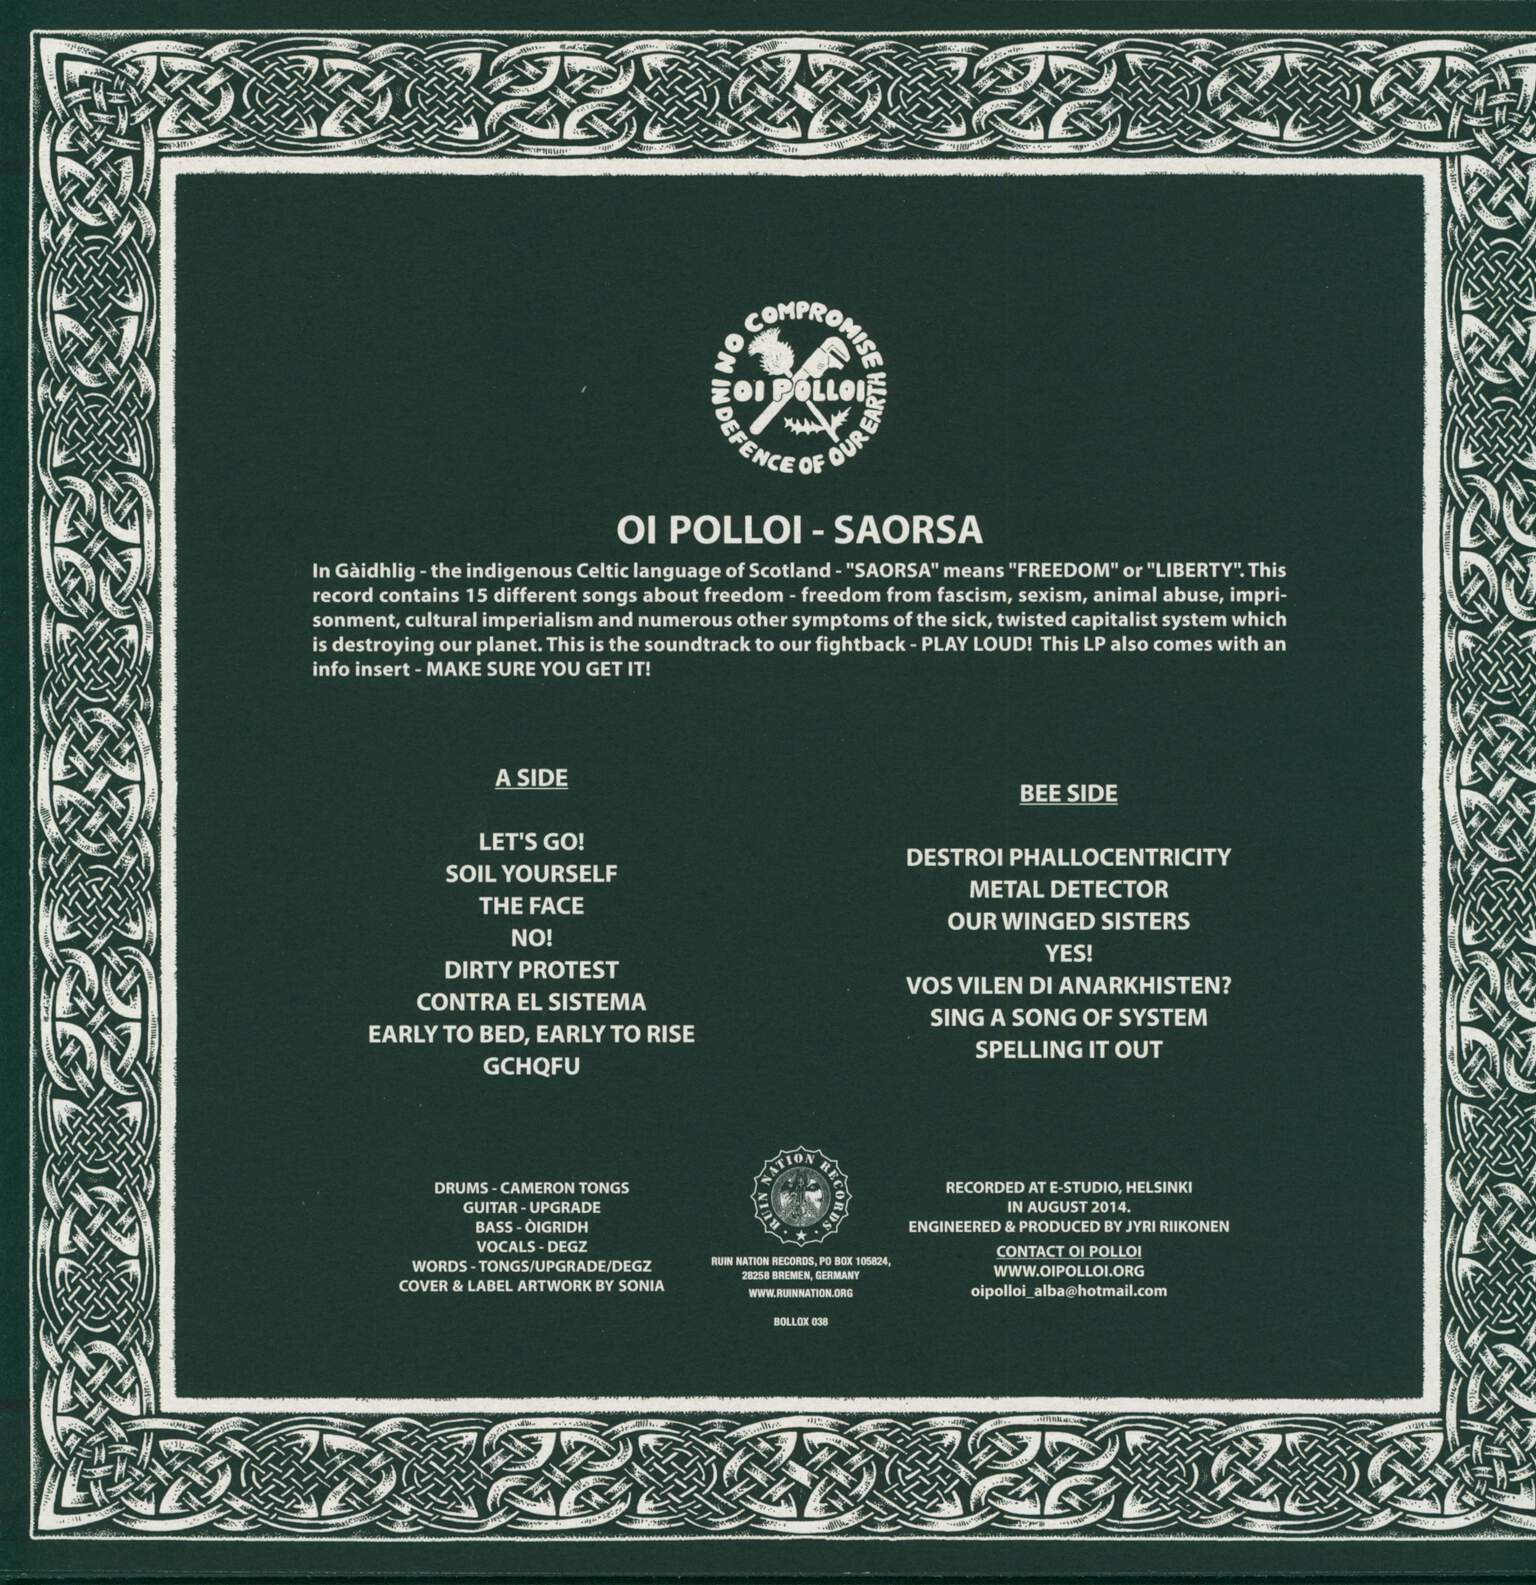 NO COMPROMISE
IN DEFENCE OF OUR EARTH
OI POLLOI
OI POLLOI - SAORSA
In Gàidhlig - the indigenous Celtic language of Scotland - "SAORSA" means "FREEDOM" or "LIBERTY". This
record contains 15 different songs about freedom - freedom from fascism, sexism, animal abuse, impri-
sonment, cultural imperialism and numerous other symptoms of the sick, twisted capitalist system which
is destroying our planet. This is the soundtrack to our fightback - PLAY LOUD! This LP also comes with an
info insert - MAKE SURE YOU GET IT!
A SIDE
LET'S GO!
SOIL YOURSELF
THE FACE
NO!
DIRTY PROTEST
CONTRA EL SISTEMA
EARLY TO BED, EARLY TO RISE
GCHQFU
BEE SIDE
DESTROI PHALLOCENTRICITY
METAL DETECTOR
OUR WINGED SISTERS
YES!
VOS VILEN DI ANARKHISTEN?
SING A SONG OF SYSTEM
SPELLING IT OUT
DRUMS - CAMERON TONGS
GUITAR - UPGRADE
BASS - ÒIGRIDH
VOCALS - DEGZ
WORDS - TONGS/UPGRADE/DEGZ
COVER & LABEL ARTWORK BY SONIA
RUIN NATION RECORDS
RUIN NATION RECORDS, PO BOX 105824,
28258 BREMEN, GERMANY
WWW.RUINNATION.ORG
BOLLOX 038
RECORDED AT E-STUDIO, HELSINKI
IN AUGUST 2014.
ENGINEERED & PRODUCED BY JYRI RIIKONEN
CONTACT OI POLLOI
WWW.OIPOLLOI.ORG
oipolloi_alba@hotmail.com